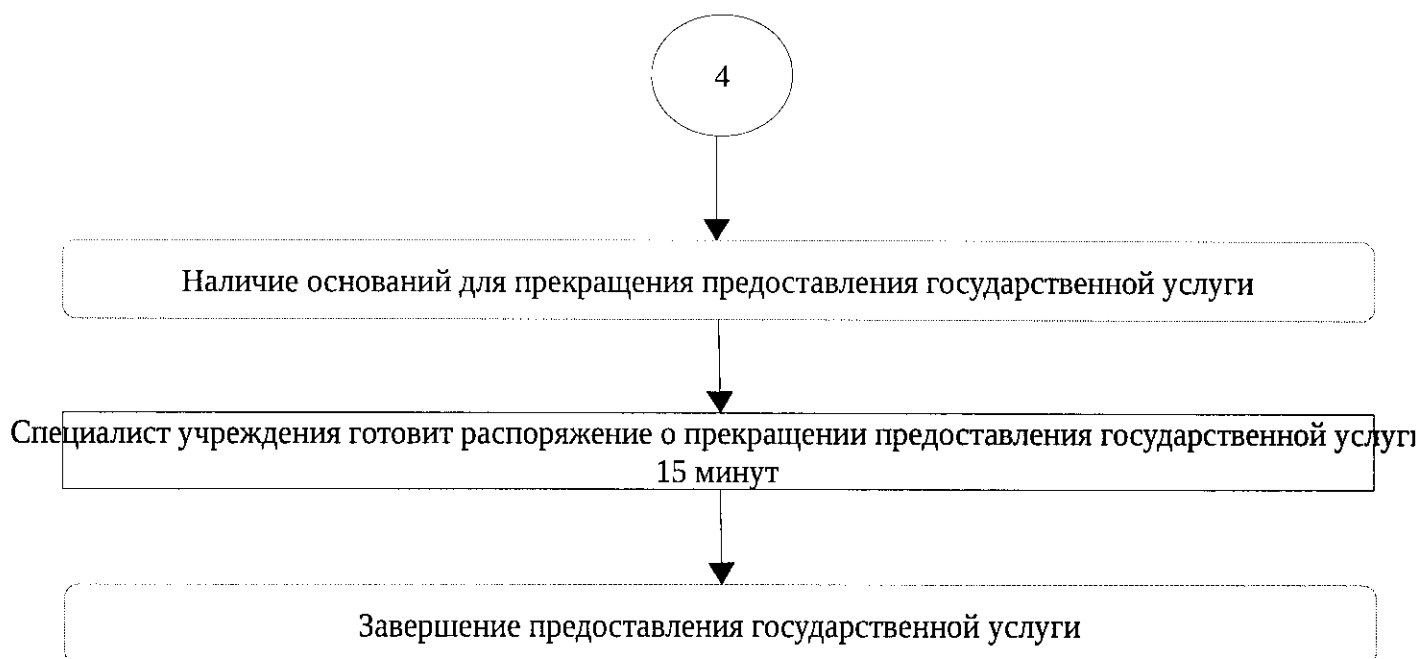 4
Наличие оснований для прекращения предоставления государственной услуги
Специалист учреждения готовит распоряжение о прекращении предоставления государственной услуги
15 минут
Завершение предоставления государственной услуги